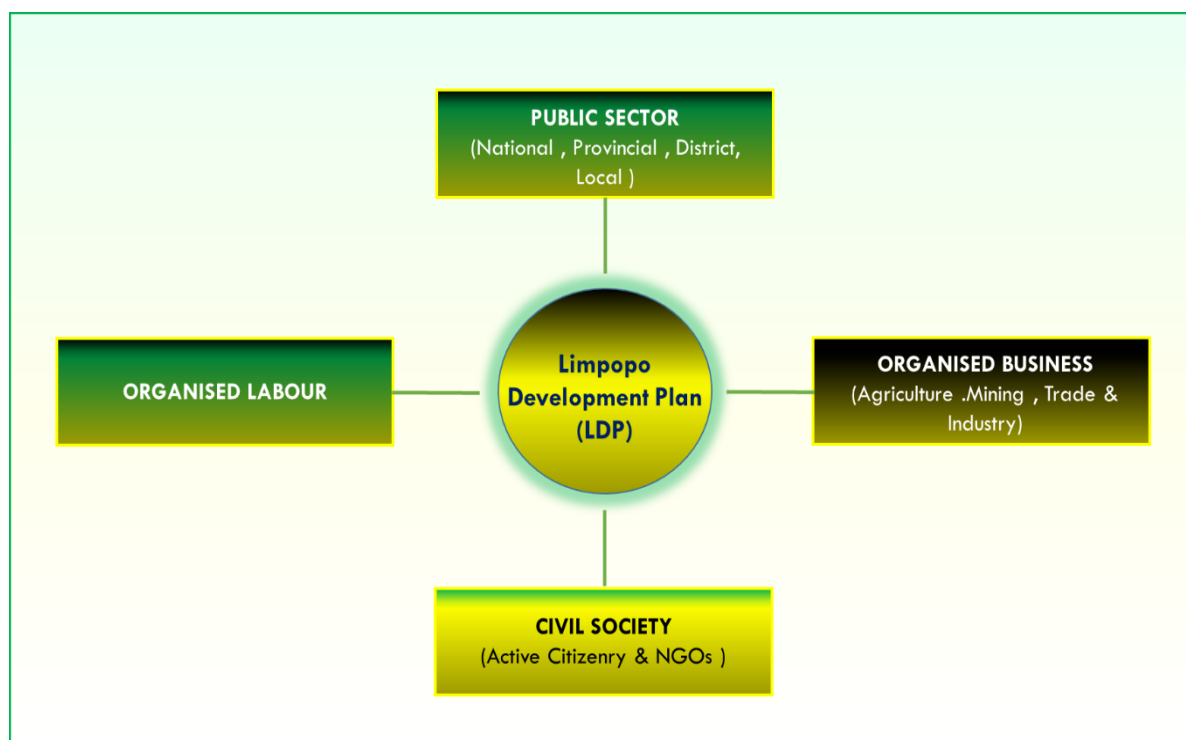 PUBLIC SECTOR
(National , Provincial , District,
Local )
ORGANISED LABOUR
Limpopo
Development Plan
(LDP)
ORGANISED BUSINESS
(Agriculture .Mining , Trade &
Industry)
CIVIL SOCIETY
(Active Citizenry & NGOs )